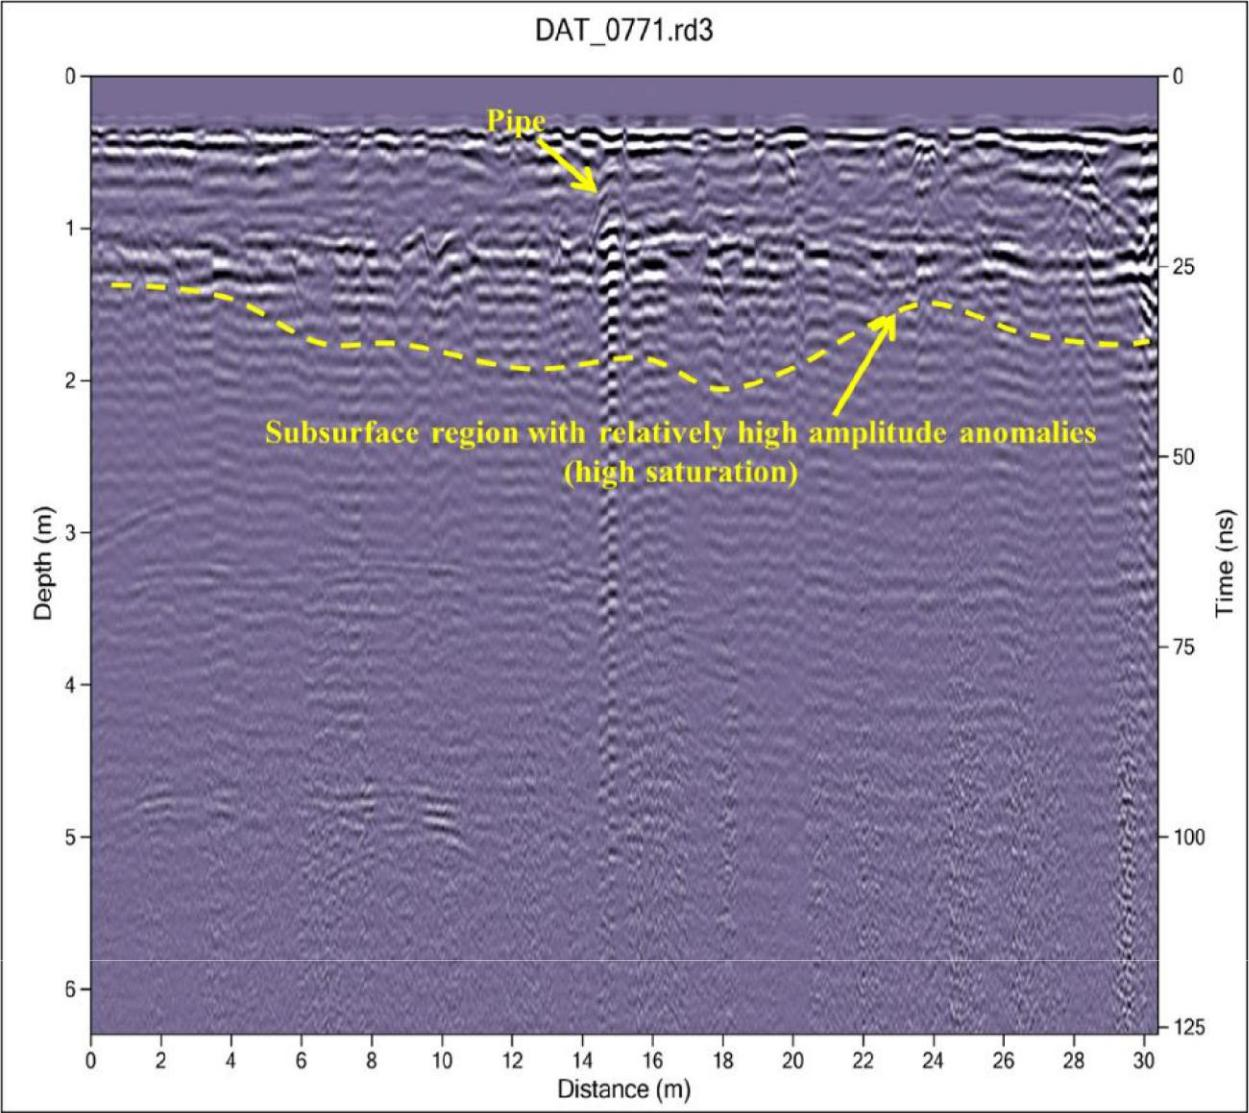 DAT_0771.rd3
0
0
Pipe
1
25
2
Subsurface region with relatively high amplitude anomalies
(high saturation)
50
3
Depth (m)
Time (ns)
75
4
5
100
6
125
0 2 4 6 8 10 12 14 16 18 20 22 24 26 28 30
Distance (m)